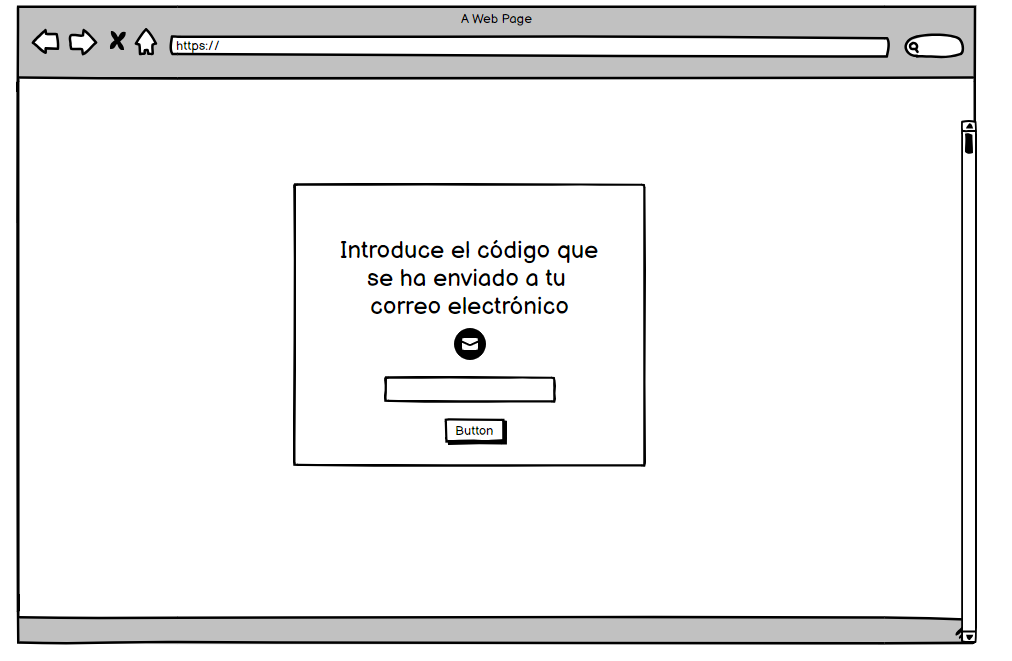 A Web Page
https://
Introduce el código que
se ha enviado a tu
correo electrónico
Button